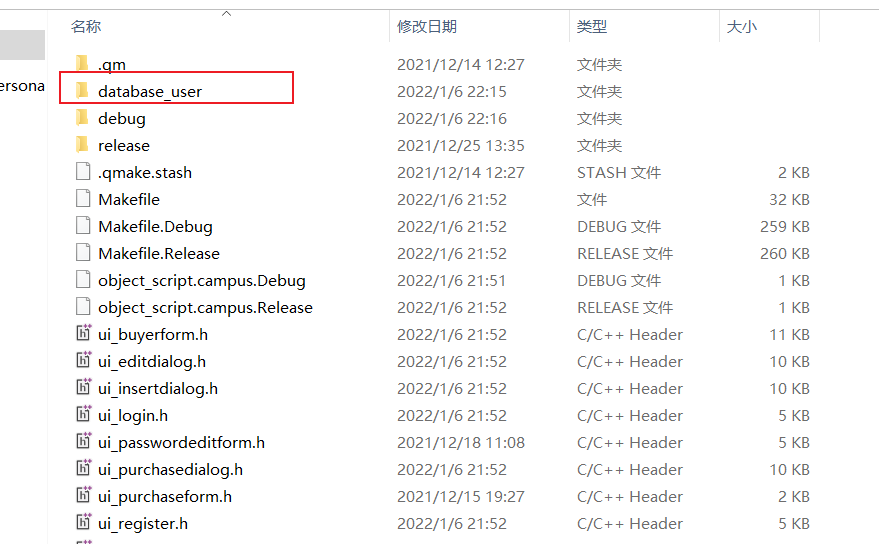 名称 修改日期 类型 大小
.qm 2021/12/14 12:27 文件夹
database_user 2022/1/6 22:15 文件夹
ersona
debug 2022/1/6 22:16 文件夹
release 2021/12/25 13:35 文件夹
.qmake.stash 2021/12/14 12:27 STASH 文件 2 KB
Makefile 2022/1/6 21:52 文件 32 KB
Makefile.Debug 2022/1/6 21:52 DEBUG 文件 259 KB
Makefile.Release 2022/1/6 21:52 RELEASE 文件 260 KB
object_script.campus.Debug 2022/1/6 21:51 DEBUG 文件 1 KB
object_script.campus.Release 2022/1/6 21:52 RELEASE 文件 1 KB
ui_buyerform.h 2022/1/6 21:52 C/C++ Header 11 KB
ui_editdialog.h 2022/1/6 21:52 C/C++ Header 10 KB
ui_insertdialog.h 2022/1/6 21:52 C/C++ Header 10 KB
ui_login.h 2022/1/6 21:52 C/C++ Header 5 KB
ui_passwordeditform.h 2021/12/18 11:08 C/C++ Header 5 KB
ui_purchasedialog.h 2022/1/6 21:52 C/C++ Header 10 KB
ui_purchaseform.h 2021/12/15 19:27 C/C++ Header 2 KB
ui_register.h 2022/1/6 21:52 C/C++ Header 5 KB